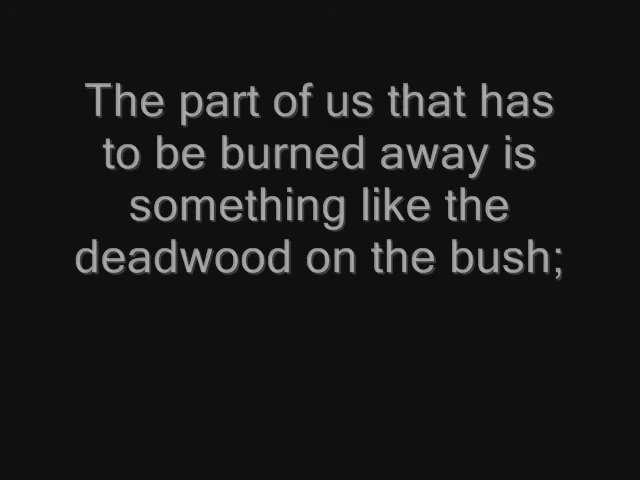 The part of us that has
to be burned away is
something like the
deadwood on the bush;